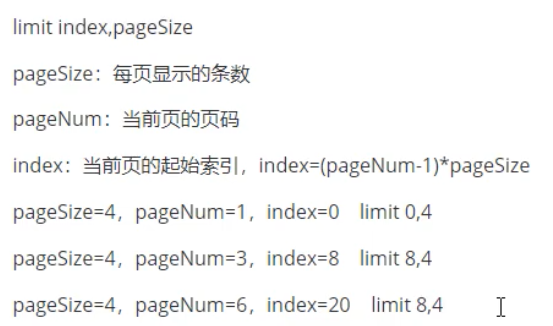 limit index,pageSize
pageSize：每页显示的条数
pageNum：当前页的页码
index：当前页的起始索引，index=(pageNum-1)*pageSize
pageSize=4，pageNum=1，index=0 limit 0,4
pageSize=4，pageNum=3，index=8 limit 8,4
pageSize=4，pageNum=6，index=20 limit 8,4